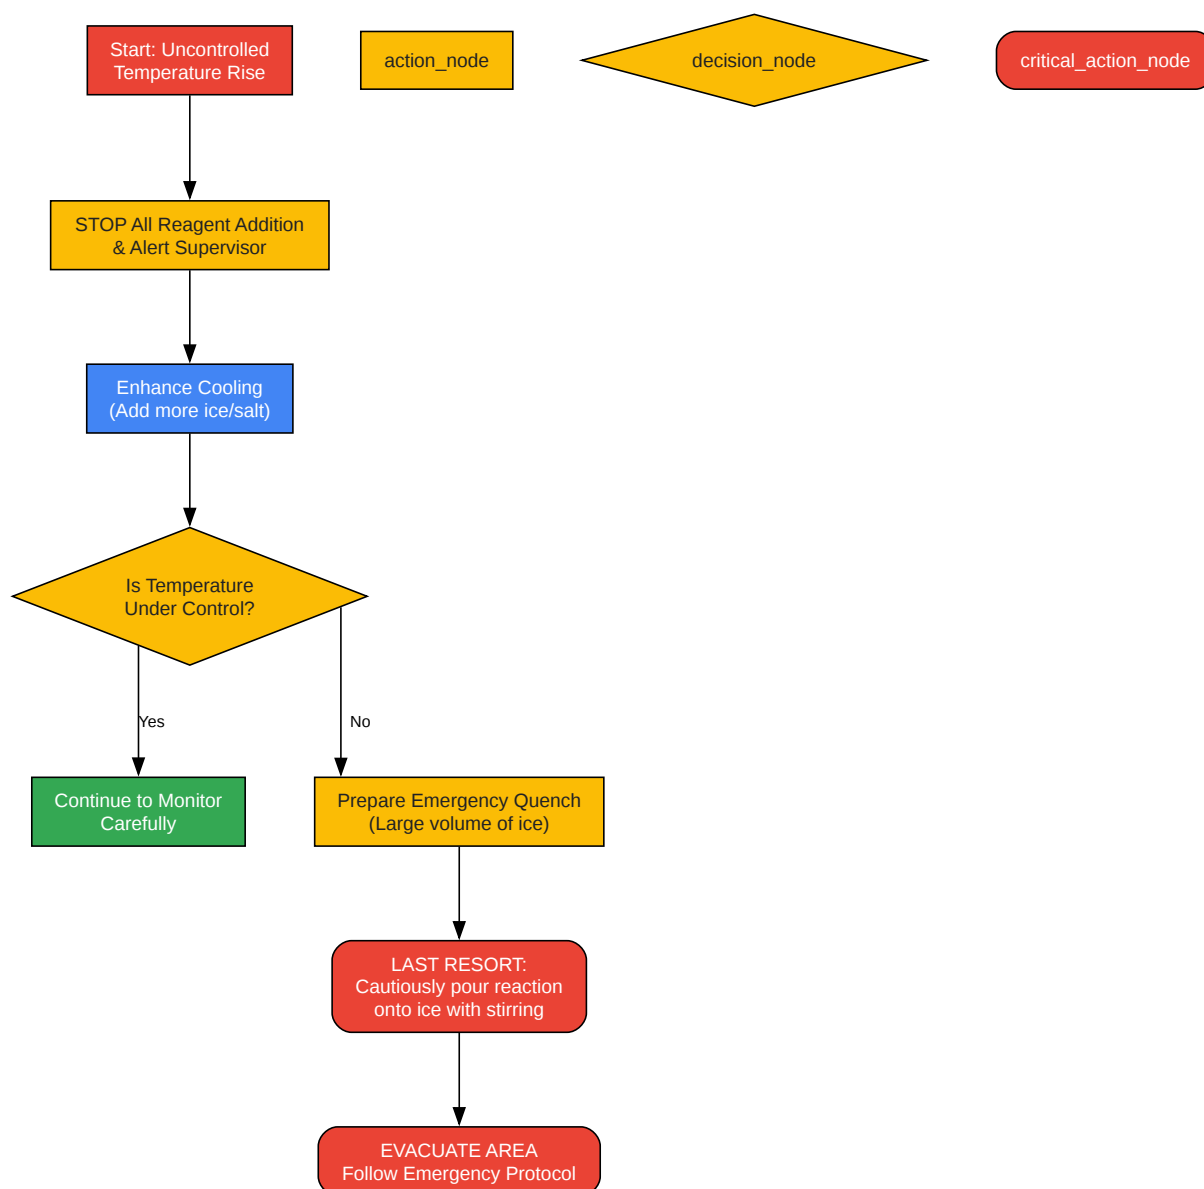 Start: Uncontrolled
Temperature Rise
action_node
decision_node
critical_action_node
STOP All Reagent Addition
& Alert Supervisor
Enhance Cooling
(Add more ice/salt)
Is Temperature
Under Control?
Yes
No
Continue to Monitor
Carefully
Prepare Emergency Quench
(Large volume of ice)
LAST RESORT:
Cautiously pour reaction
onto ice with stirring
EVACUATE AREA
Follow Emergency Protocol